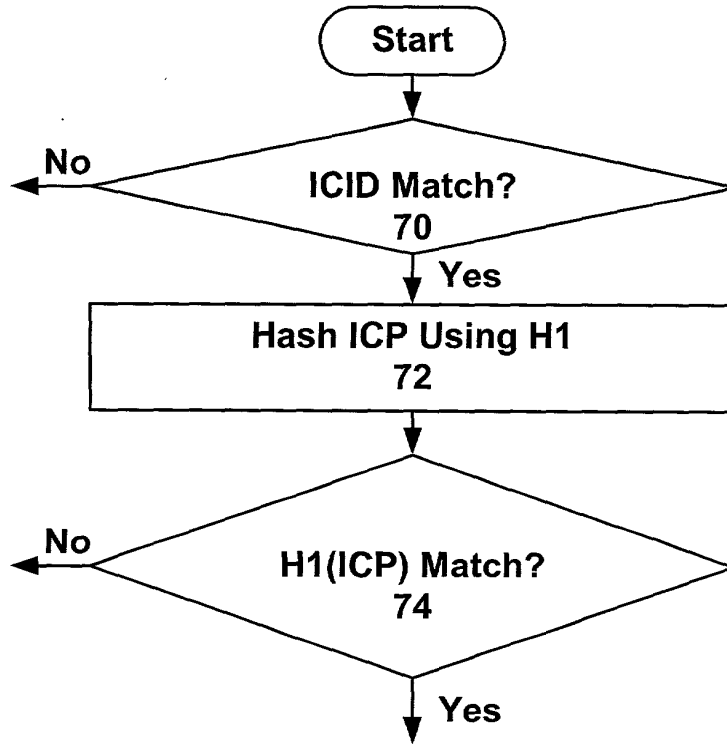 Start
No
ICID Match?
70
Yes
Hash ICP Using H1
72
No
H1(ICP) Match?
74
Yes